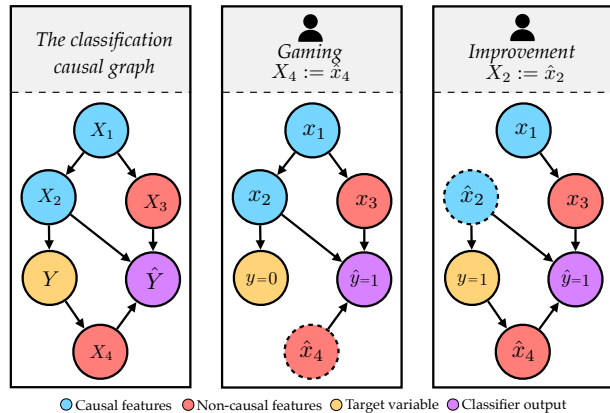 The classification
causal graph
X₁
X₂
X₃
Y
Ŷ
X₄
Gaming
X₄ := x̂₄
x₁
x₂
x₃
y=0
ŷ=1
x̂₄
Improvement
X₂ := x̂₂
x₁
x̂₂
x₃
y=1
ŷ=1
x̂₄
Causal features Non-causal features Target variable Classifier output